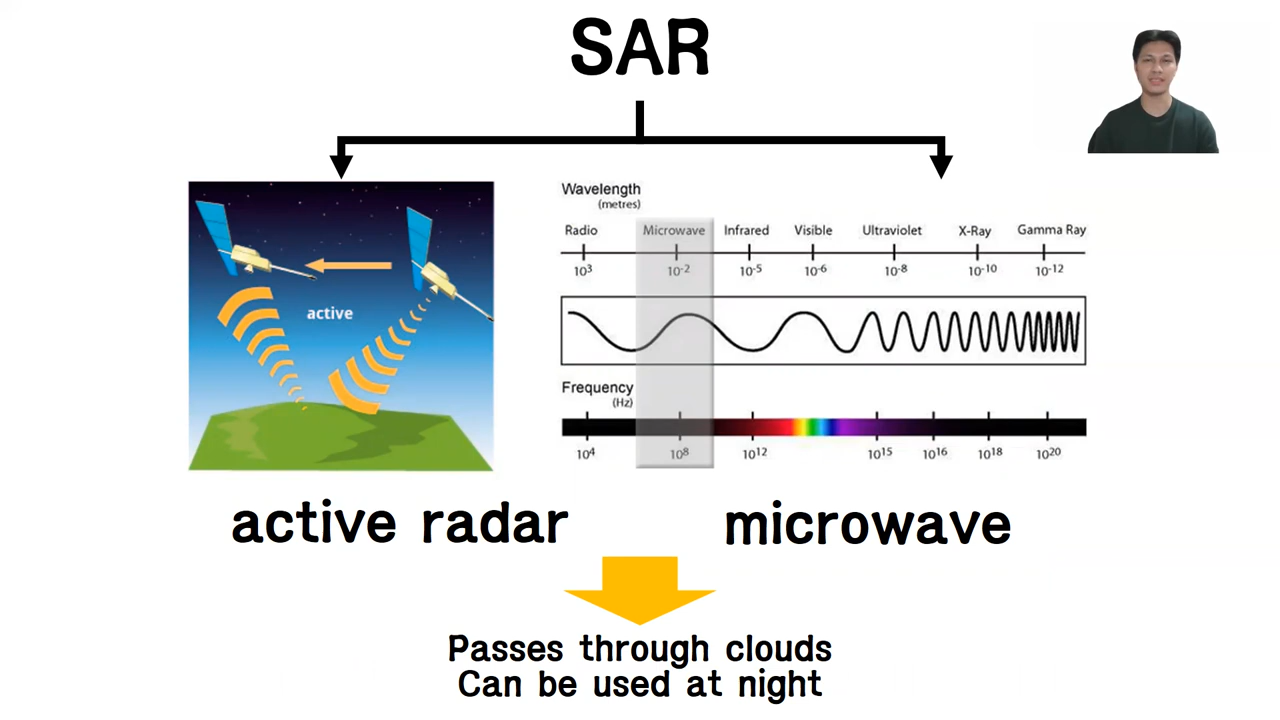 SAR
active
Wavelength
(metres)
Radio Microwave Infrared Visible Ultraviolet X-Ray Gamma Ray
10³ 10⁻² 10⁻⁵ 10⁻⁶ 10⁻⁸ 10⁻¹⁰ 10⁻¹²
Frequency
(Hz)
10⁴ 10⁸ 10¹² 10¹⁵ 10¹⁶ 10¹⁸ 10²⁰
active radar
microwave
Passes through clouds
Can be used at night